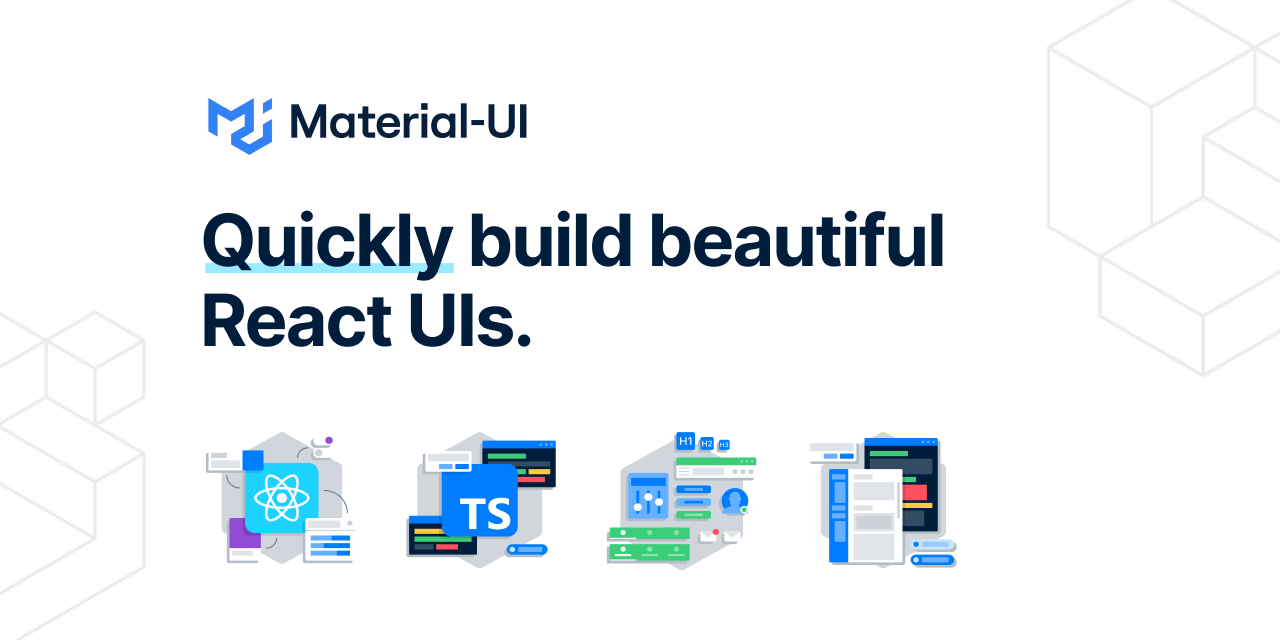 Material-UI
Quickly build beautiful
React UIs.
H1 H2 H3
TS